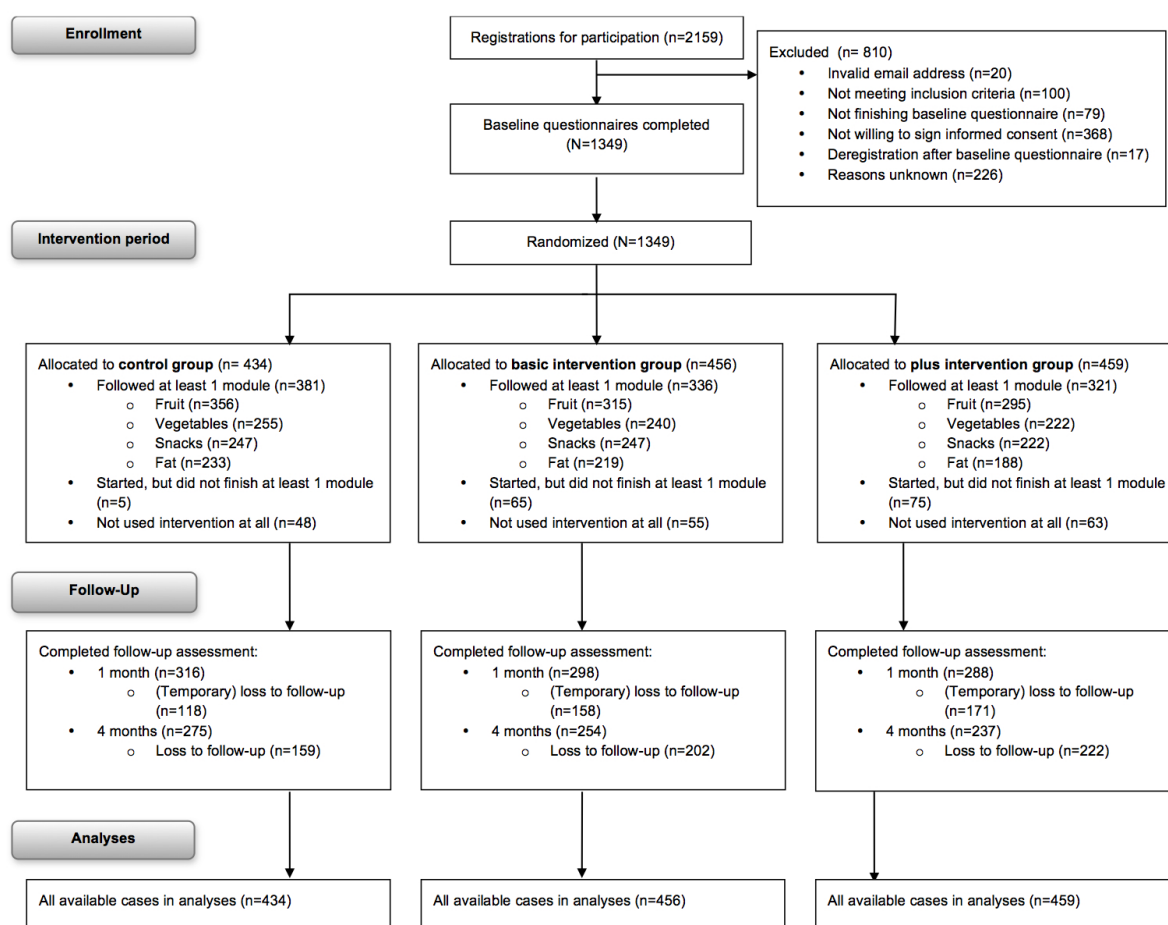 Enrollment
Registrations for participation (n=2159)
Excluded (n= 810)
• Invalid email address (n=20)
• Not meeting inclusion criteria (n=100)
• Not finishing baseline questionnaire (n=79)
• Not willing to sign informed consent (n=368)
• Deregistration after baseline questionnaire (n=17)
• Reasons unknown (n=226)
Baseline questionnaires completed
(N=1349)
Intervention period
Randomized (N=1349)
Allocated to control group (n= 434)
• Followed at least 1 module (n=381)
o Fruit (n=356)
o Vegetables (n=255)
o Snacks (n=247)
o Fat (n=233)
• Started, but did not finish at least 1 module
(n=5)
• Not used intervention at all (n=48)
Allocated to basic intervention group (n=456)
• Followed at least 1 module (n=336)
o Fruit (n=315)
o Vegetables (n=240)
o Snacks (n=247)
o Fat (n=219)
• Started, but did not finish at least 1 module
(n=65)
• Not used intervention at all (n=55)
Allocated to plus intervention group (n=459)
• Followed at least 1 module (n=321)
o Fruit (n=295)
o Vegetables (n=222)
o Snacks (n=222)
o Fat (n=188)
• Started, but did not finish at least 1 module
(n=75)
• Not used intervention at all (n=63)
Follow-Up
Completed follow-up assessment:
• 1 month (n=316)
o (Temporary) loss to follow-up
(n=118)
• 4 months (n=275)
o Loss to follow-up (n=159)
Completed follow-up assessment:
• 1 month (n=298)
o (Temporary) loss to follow-up
(n=158)
• 4 months (n=254)
o Loss to follow-up (n=202)
Completed follow-up assessment:
• 1 month (n=288)
o (Temporary) loss to follow-up
(n=171)
• 4 months (n=237)
o Loss to follow-up (n=222)
Analyses
All available cases in analyses (n=434)
All available cases in analyses (n=456)
All available cases in analyses (n=459)